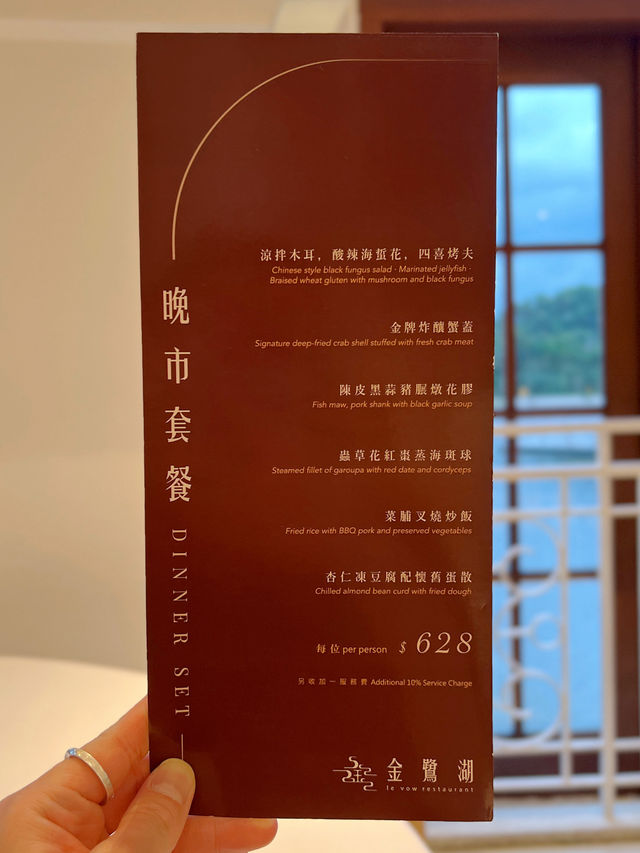 晚市套餐 DINNER SET
涼拌木耳，酸辣海蜇花，四喜烤夫
Chinese style black fungus salad · Marinated jellyfish ·
Braised wheat gluten with mushroom and black fungus
金牌炸釀蟹蓋
Signature deep-fried crab shell stuffed with fresh crab meat
陳皮黑蒜豬𦟌燉花膠
Fish maw, pork shank with black garlic soup
蟲草花紅棗蒸海斑球
Steamed fillet of garoupa with red date and cordyceps
菜脯叉燒炒飯
Fried rice with BBQ pork and preserved vegetables
杏仁凍豆腐配懷舊蛋散
Chilled almond bean curd with fried dough
每位 per person $ 628
另收加一服務費 Additional 10% Service Charge
金鷺湖
le vow restaurant